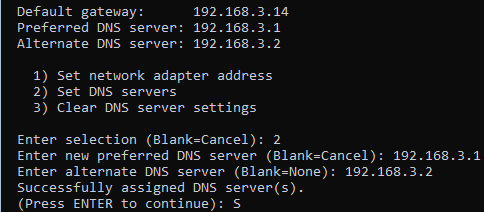 Default gateway: 192.168.3.14
Preferred DNS server: 192.168.3.1
Alternate DNS server: 192.168.3.2
1) Set network adapter address
2) Set DNS servers
3) Clear DNS server settings
Enter selection (Blank=Cancel): 2
Enter new preferred DNS server (Blank=Cancel): 192.168.3.1
Enter alternate DNS server (Blank=None): 192.168.3.2
Successfully assigned DNS server(s).
(Press ENTER to continue): S